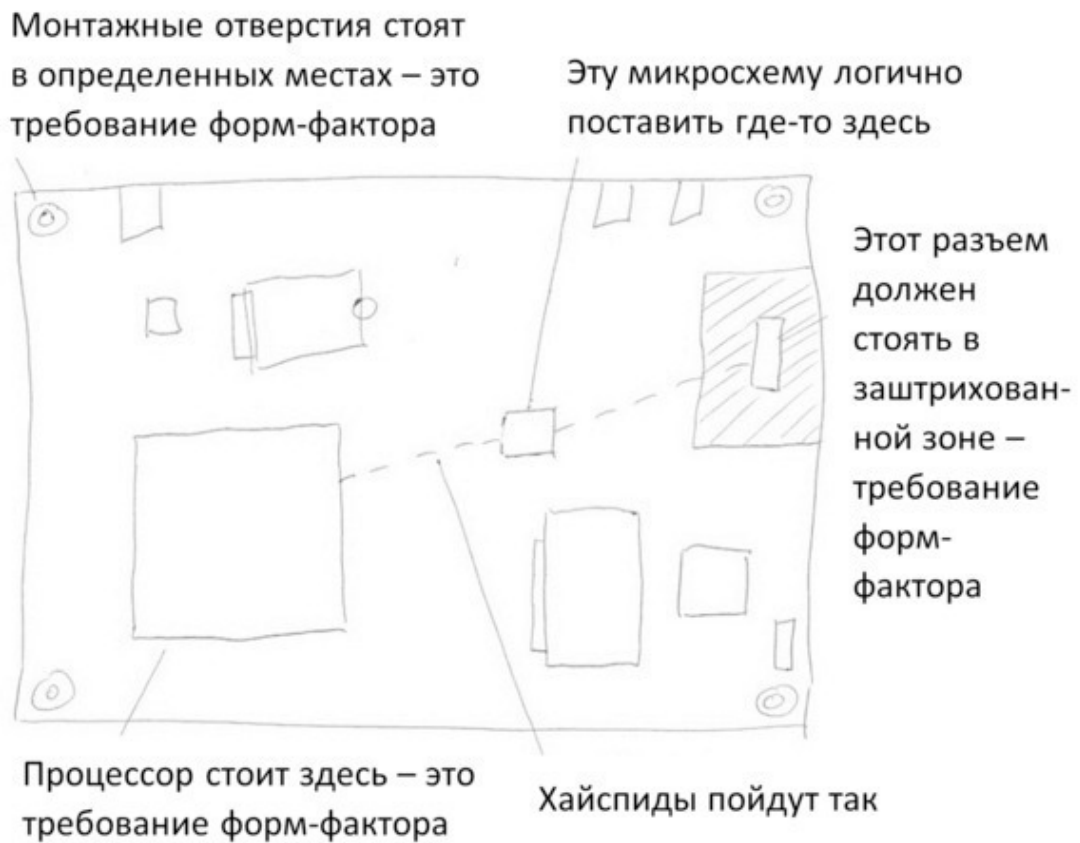 Монтажные отверстия стоят
в определенных местах – это
требование форм-фактора
Эту микросхему логично
поставить где-то здесь
Этот разъем
должен
стоять в
заштрихован-
ной зоне –
требование
форм-
фактора
Процессор стоит здесь – это
требование форм-фактора
Хайспиды пойдут так